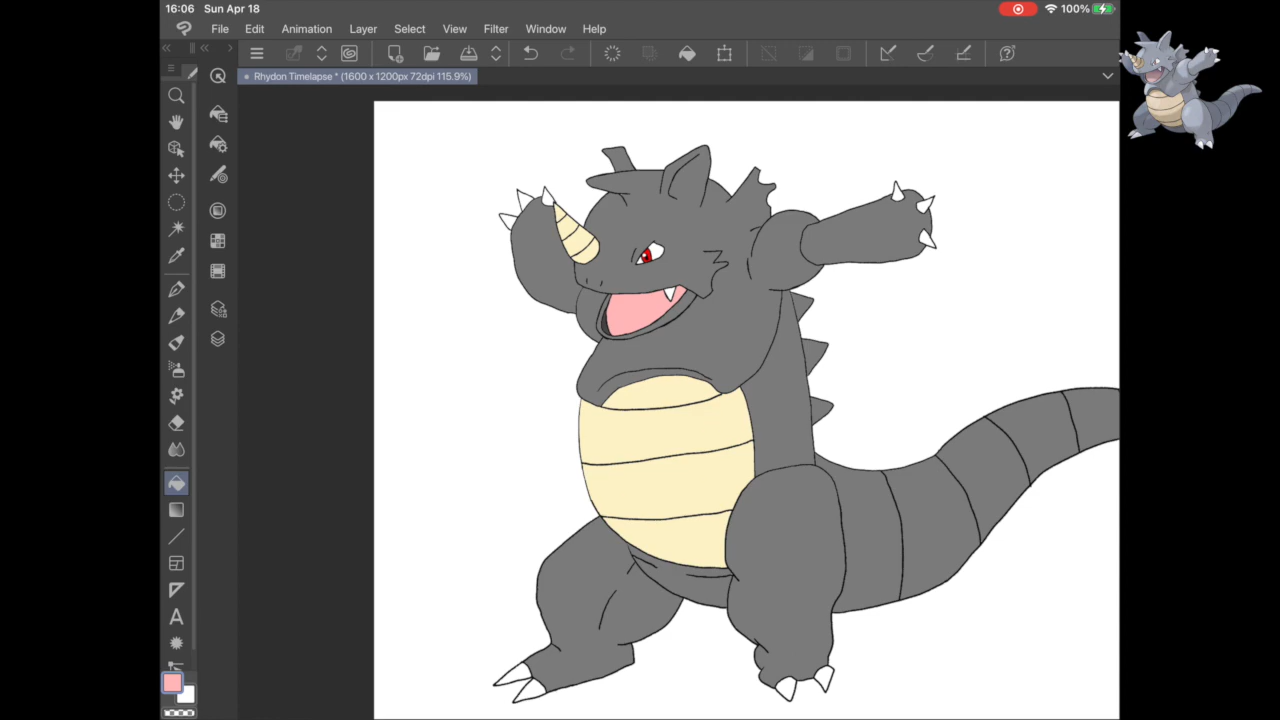 16:06 Sun Apr 18 100%
File Edit Animation Layer Select View Filter Window Help
Rhydon Timelapse * (1600 x 1200px 72dpi 115.9%)
A